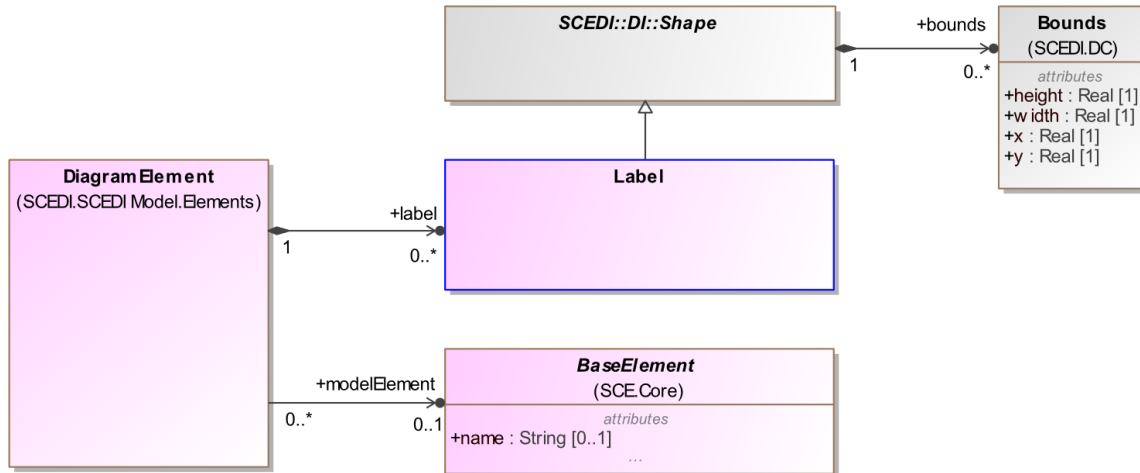 SCEDI::DI::Shape
+bounds
1
0..*
Bounds
(SCEDI.DC)
attributes
+height : Real [1]
+width : Real [1]
+x : Real [1]
+y : Real [1]
DiagramElement
(SCEDI.SCEDI Model.Elements)
+label
1
0..*
Label
+modelElement
0..*
0..1
BaseElement
(SCE.Core)
attributes
+name : String [0..1]
...